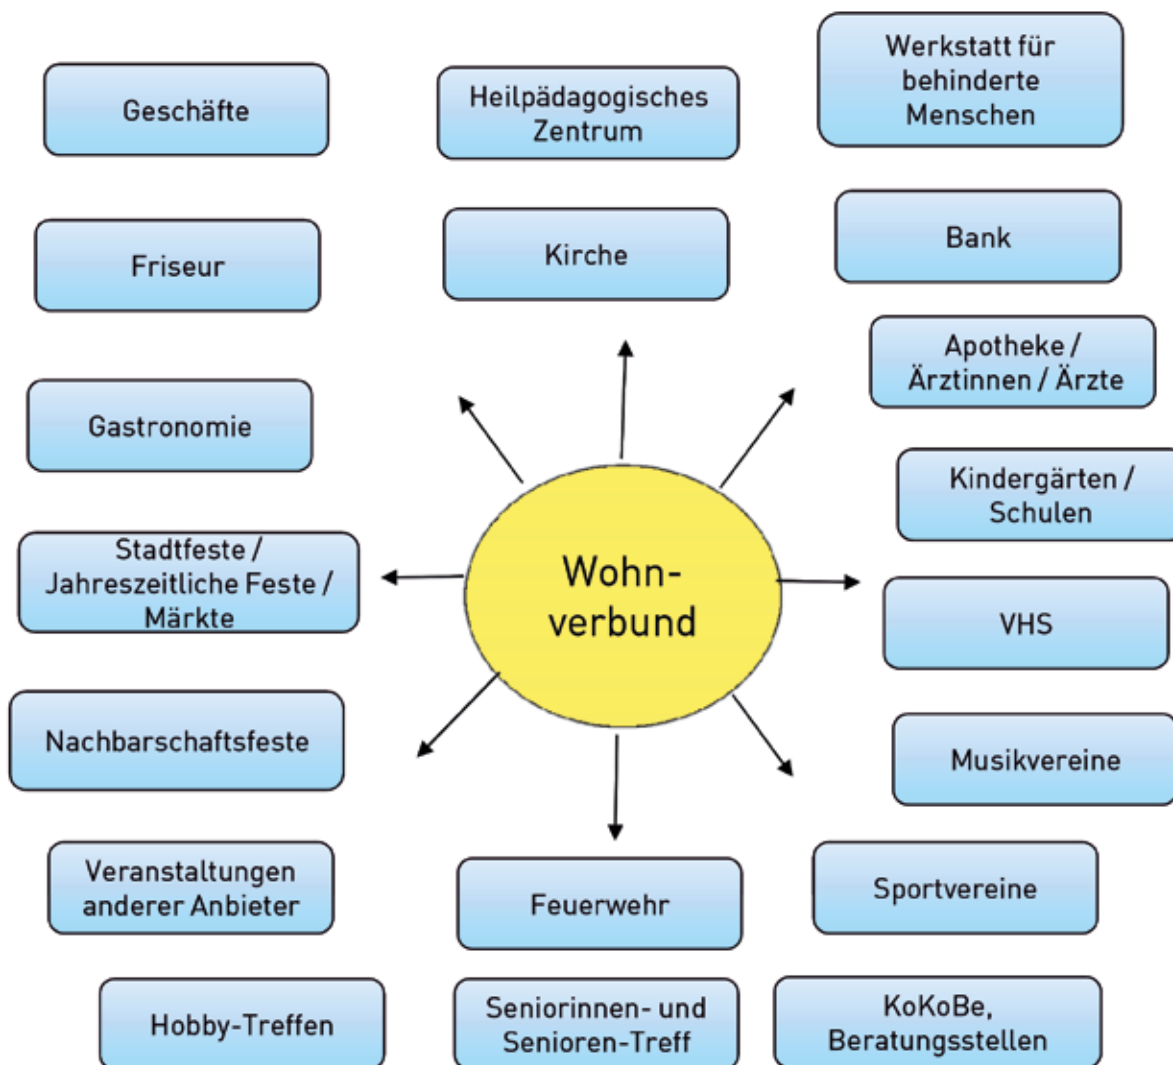 Geschäfte
Heilpädagogisches
Zentrum
Werkstatt für
behinderte
Menschen
Friseur
Kirche
Bank
Apotheke /
Ärztinnen / Ärzte
Gastronomie
Kindergärten /
Schulen
Stadtfeste /
Jahreszeitliche Feste /
Märkte
Wohn-
verbund
VHS
Nachbarschaftsfeste
Musikvereine
Veranstaltungen
anderer Anbieter
Feuerwehr
Sportvereine
Hobby-Treffen
Seniorinnen- und
Senioren-Treff
KoKoBe,
Beratungsstellen